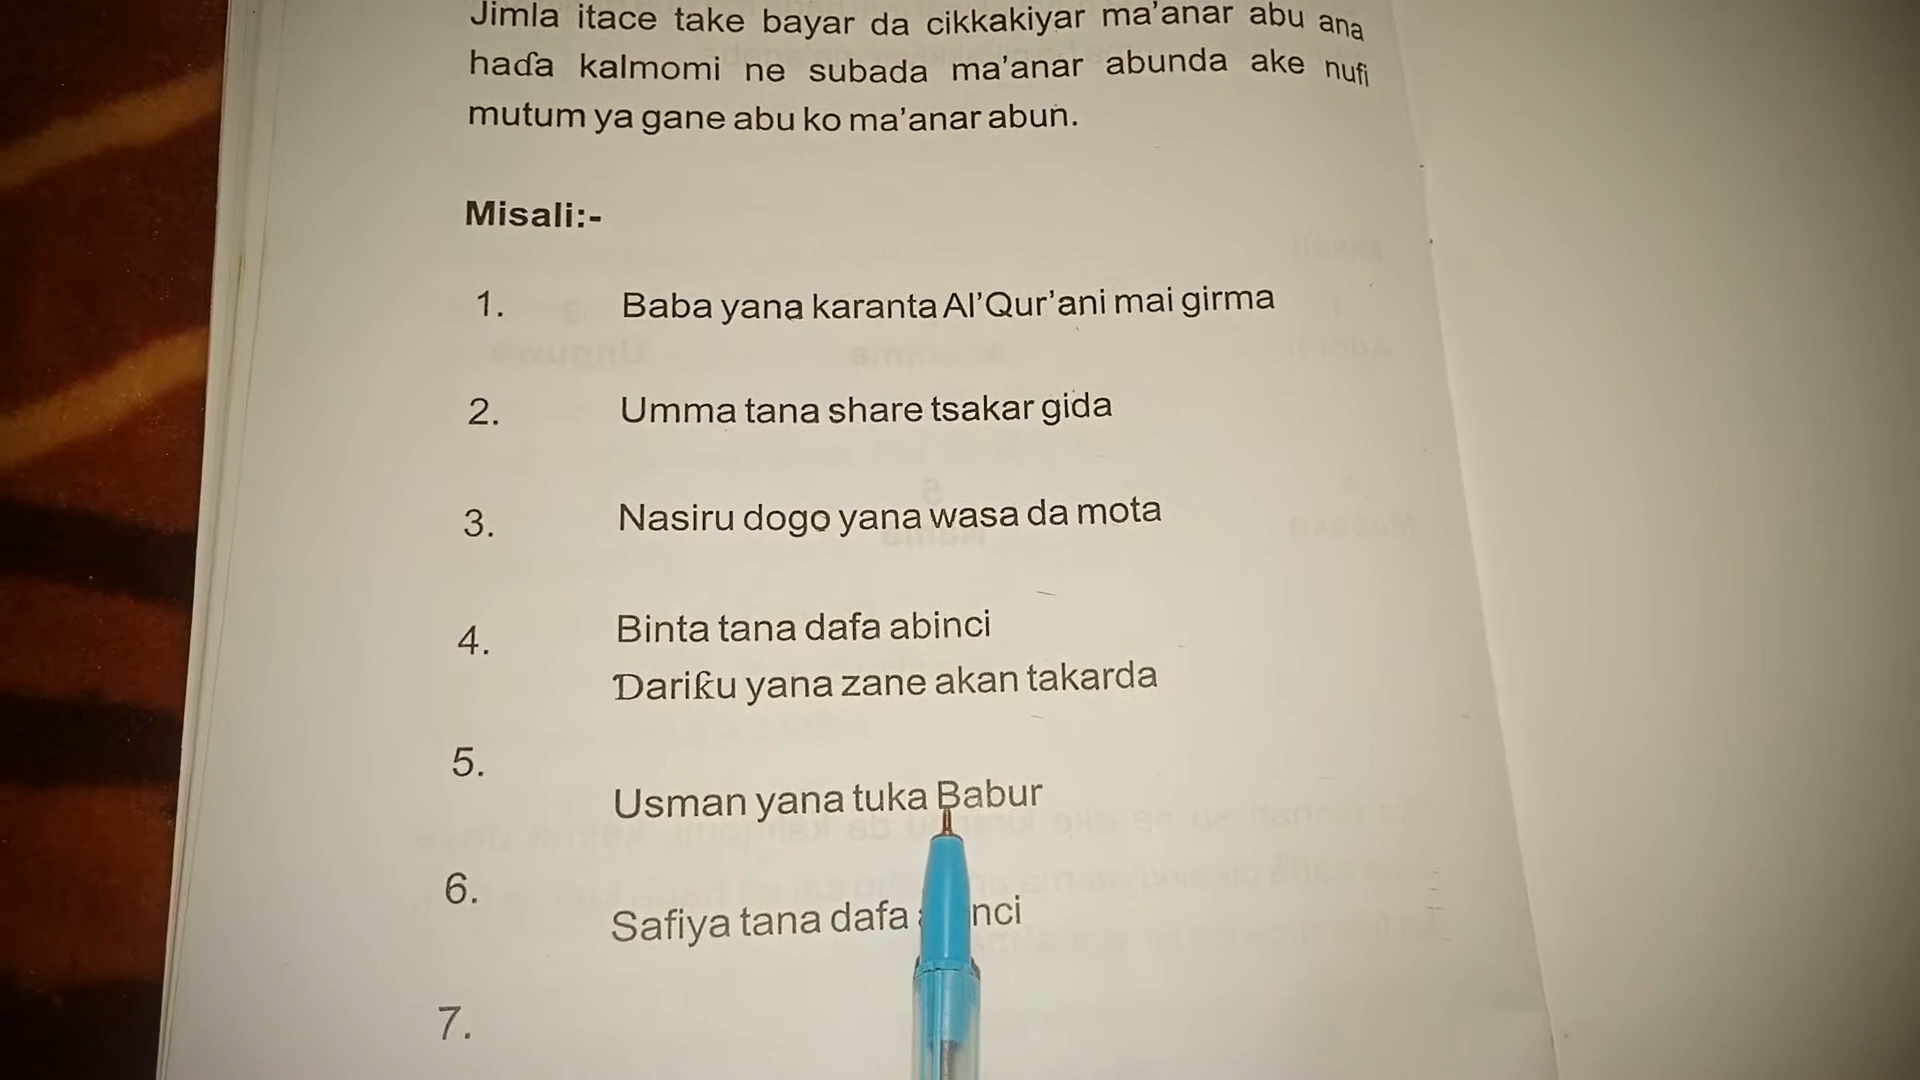 Jimla itace take bayar da cikkakiyar ma'anar abu ana
haɗa kalmomi ne subada ma'anar abunda ake nufi
mutum ya gane abu ko ma'anar abun.
Misali:-
1. Baba yana karanta Al'Qur'ani mai girma
2. Umma tana share tsakar gida
3. Nasiru dogo yana wasa da mota
4. Binta tana dafa abinci
Ɗariƙu yana zane akan takarda
5.
Usman yana tuka Babur
6.
Safiya tana dafa
7.